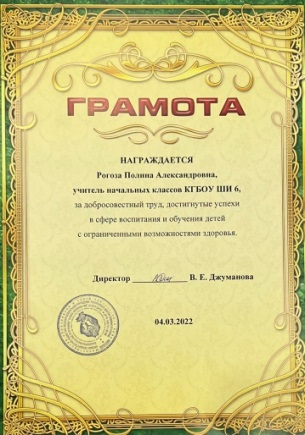 ГРАМОТА
НАГРАЖДАЕТСЯ
Рогоза Полина Александровна,
учитель начальных классов КГБОУ ШИ 6,
за добросовестный труд, достигнутые успехи
в сфере воспитания и обучения детей
с ограниченными возможностями здоровья.
Директор В. Е. Джуманова
04.03.2022